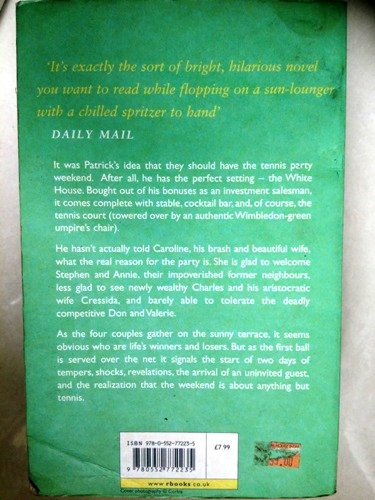 ‘It’s exactly the sort of bright, hilarious novel
you want to read while flopping on a sun-lounger
with a chilled spritzer to hand’
DAILY MAIL
It was Patrick’s idea that they should have the tennis party
weekend. After all, he has the perfect setting – the White
House. Bought out of his bonuses as an investment salesman,
it comes complete with stable, cocktail bar, and, of course, the
tennis court (towered over by an authentic Wimbledon-green
umpire’s chair).
He hasn’t actually told Caroline, his brash and beautiful wife,
what the real reason for the party is. She is glad to welcome
Stephen and Annie, their impoverished former neighbours,
less glad to see newly wealthy Charles and his aristocratic
wife Cressida, and barely able to tolerate the deadly
competitive Don and Valerie.
As the four couples gather on the sunny terrace, it seems
obvious who are life’s winners and losers. But as the first ball
is served over the net it signals the start of two days of
tempers, shocks, revelations, the arrival of an uninvited guest,
and the realization that the weekend is about anything but
tennis.
ISBN 978-0-552-77223-5
£7.99
9 780552 772235
www.rbooks.co.uk
Cover photography © Corbis